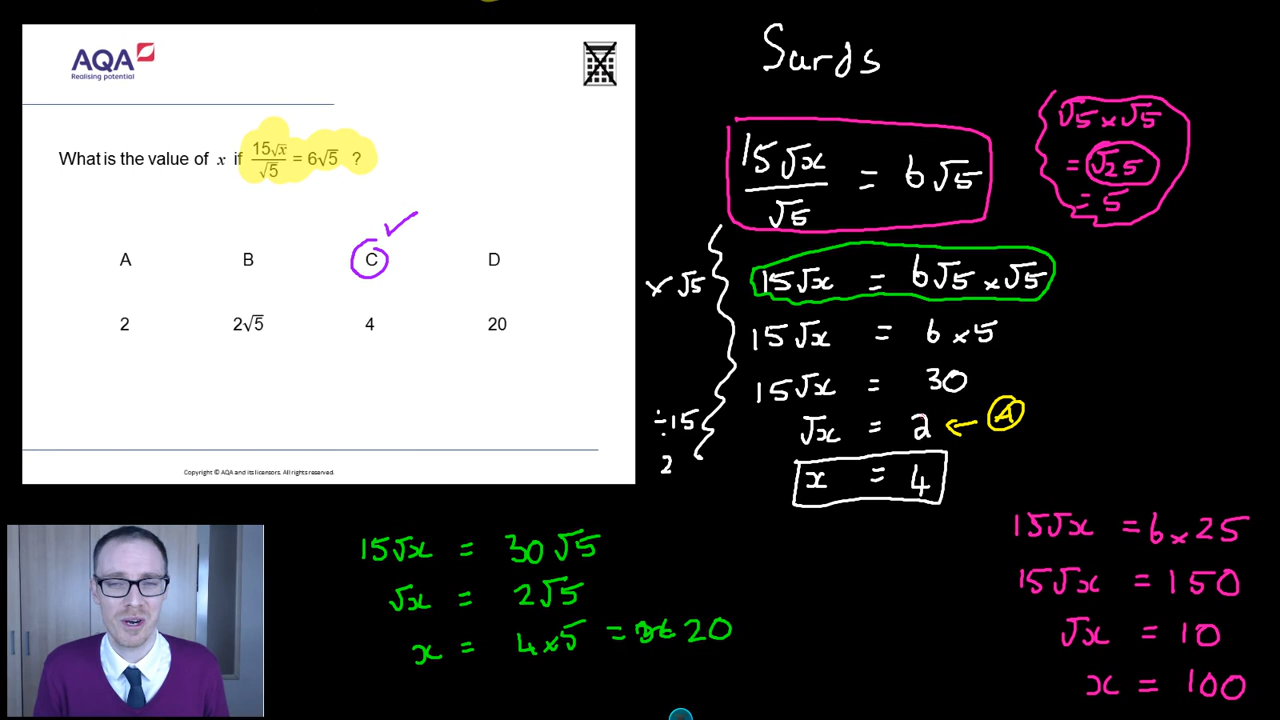 AQA
Realising potential
What is the value of x if 15√x / √5 = 6√5 ?
A B C D
2 2√5 4 20
Copyright © AQA and its licensors. All rights reserved.
Surds
15√x / √5 = 6√5
√5 × √5
= √25
= 5
× √5
15√x = 6√5 × √5
15√x = 6 × 5
15√x = 30
÷15
√x = 2 ← A
2
x = 4
15√x = 30√5
√x = 2√5
x = 4×5 = 20
15√x = 6 × 25
15√x = 150
√x = 10
x = 100